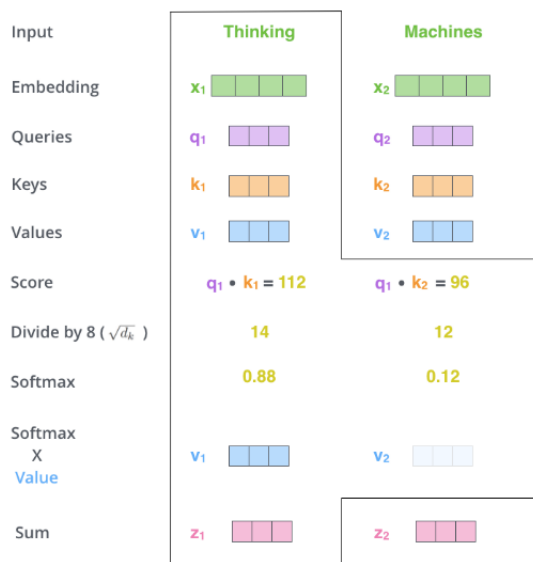 Input Thinking Machines
Embedding x₁ x₂
Queries q₁ q₂
Keys k₁ k₂
Values v₁ v₂
Score q₁ • k₁ = 112 q₁ • k₂ = 96
Divide by 8 ( √dₖ ) 14 12
Softmax 0.88 0.12
Softmax
X
Value v₁ v₂
Sum z₁ z₂